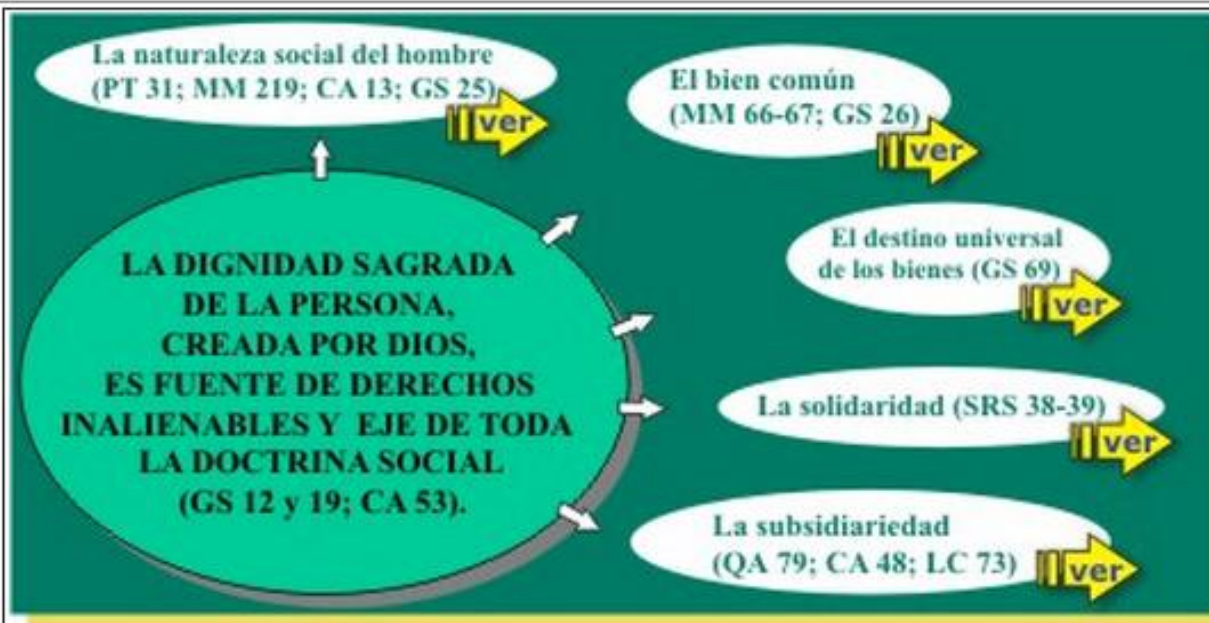 La naturaleza social del hombre
(PT 31; MM 219; CA 13; GS 25)
ver
El bien común
(MM 66-67; GS 26)
ver
El destino universal
de los bienes (GS 69)
ver
LA DIGNIDAD SAGRADA
DE LA PERSONA,
CREADA POR DIOS,
ES FUENTE DE DERECHOS
INALIENABLES Y EJE DE TODA
LA DOCTRINA SOCIAL
(GS 12 y 19; CA 53).
La solidaridad (SRS 38-39)
ver
La subsidiariedad
(QA 79; CA 48; LC 73)
ver